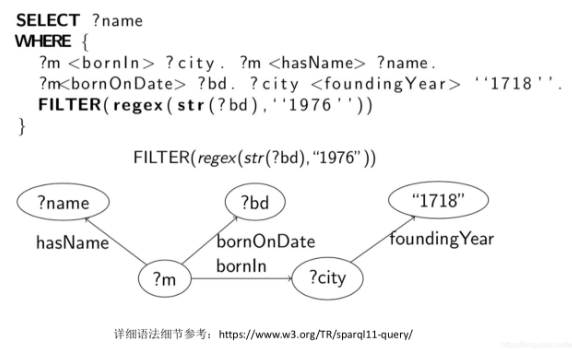 SELECT ?name
WHERE {
?m <bornIn> ?city. ?m <hasName> ?name.
?m<bornOnDate> ?bd. ?city <foundingYear> ‘‘1718’’.
FILTER(regex(str(?bd),‘‘1976’’))
}
FILTER(regex(str(?bd),“1976”))
?name
?bd
“1718”
hasName
bornOnDate
foundingYear
bornIn
?m
?city
详细语法细节参考：https://www.w3.org/TR/sparql11-query/